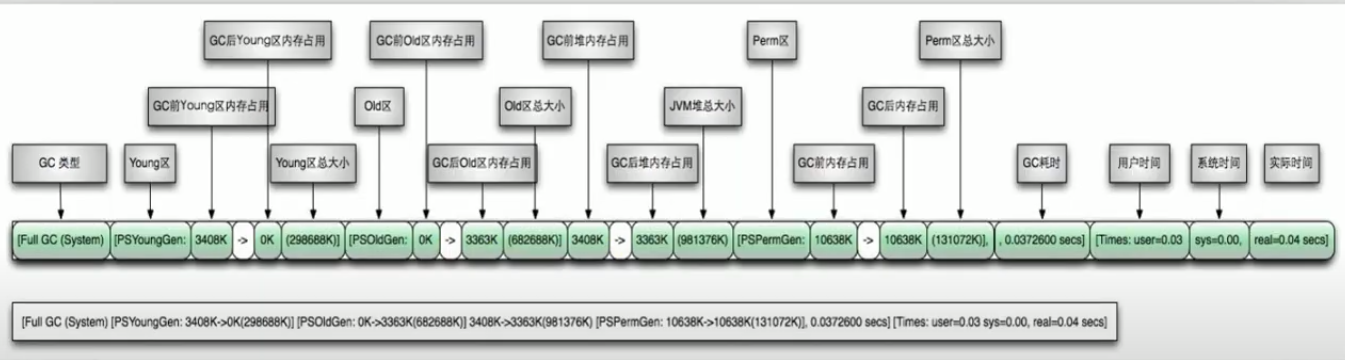 GC后Young区内存占用 GC前Old区内存占用 GC前堆内存占用 Perm区 Perm区总大小
GC前Young区内存占用 Old区 Old区总大小 JVM堆总大小 GC后内存占用
GC 类型 Young区 Young区总大小 GC后Old区内存占用 GC后堆内存占用 GC前内存占用 GC耗时 用户时间 系统时间 实际时间
[Full GC (System) [PSYoungGen: 3408K -> 0K (298688K)] [PSOldGen: 0K -> 3363K (682688K)] 3408K -> 3363K (981376K) [PSPermGen: 10638K -> 10638K (131072K)], , 0.0372600 secs] [Times: user=0.03 sys=0.00, real=0.04 secs]
[Full GC (System) [PSYoungGen: 3408K->0K(298688K)] [PSOldGen: 0K->3363K(682688K)] 3408K->3363K(981376K) [PSPermGen: 10638K->10638K(131072K)], 0.0372600 secs] [Times: user=0.03 sys=0.00, real=0.04 secs]